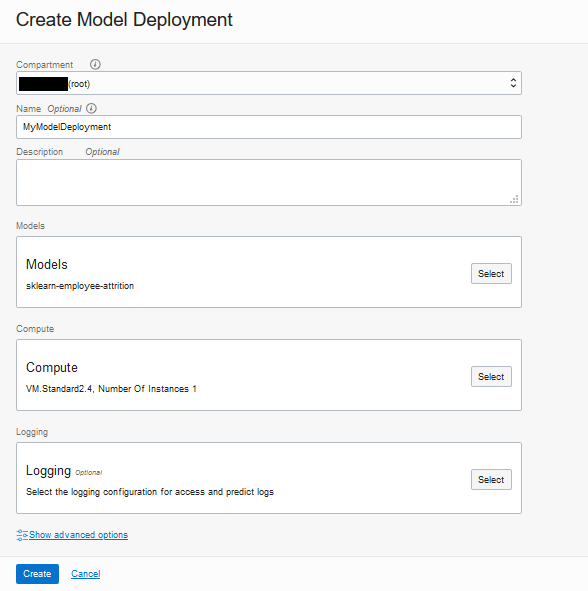 Create Model Deployment
Compartment
(root)
Name Optional
MyModelDeployment
Description Optional
Models
Models
sklearn-employee-attrition
Select
Compute
Compute
VM.Standard2.4, Number Of Instances 1
Select
Logging
Logging Optional
Select the logging configuration for access and predict logs
Select
Show advanced options
Create Cancel